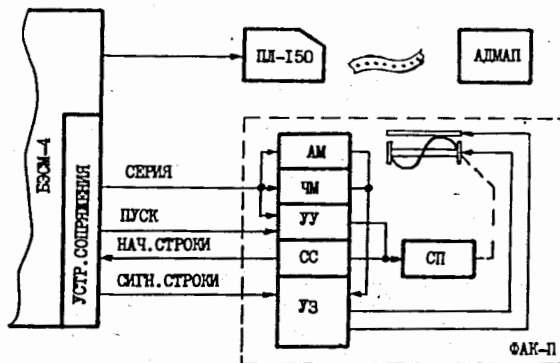 БЭСМ-4
УСТР.СОПРЯЖЕНИЯ
ПЛ-150
АДМАП
СЕРИЯ
ПУСК
НАЧ.СТРОКИ
СИГН.СТРОКИ
АМ
ЧМ
УУ
СС
УЗ
СП
ФАК-П